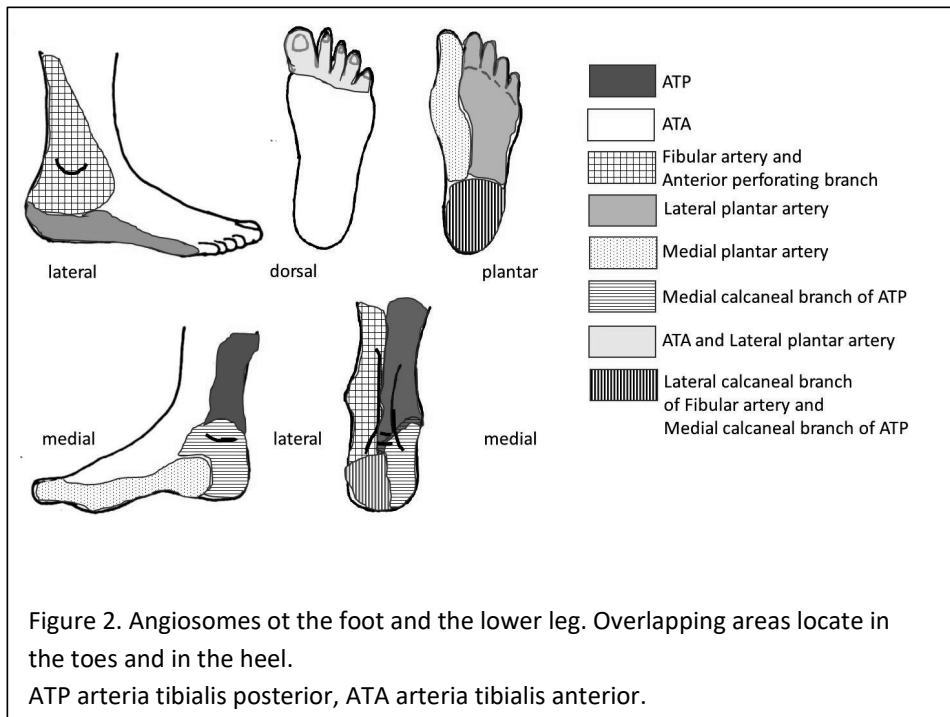 lateral
dorsal
plantar
medial
lateral
medial
ATP
ATA
Fibular artery and
Anterior perforating branch
Lateral plantar artery
Medial plantar artery
Medial calcaneal branch of ATP
ATA and Lateral plantar artery
Lateral calcaneal branch
of Fibular artery and
Medial calcaneal branch of ATP
Figure 2. Angiosomes ot the foot and the lower leg. Overlapping areas locate in
the toes and in the heel.
ATP arteria tibialis posterior, ATA arteria tibialis anterior.